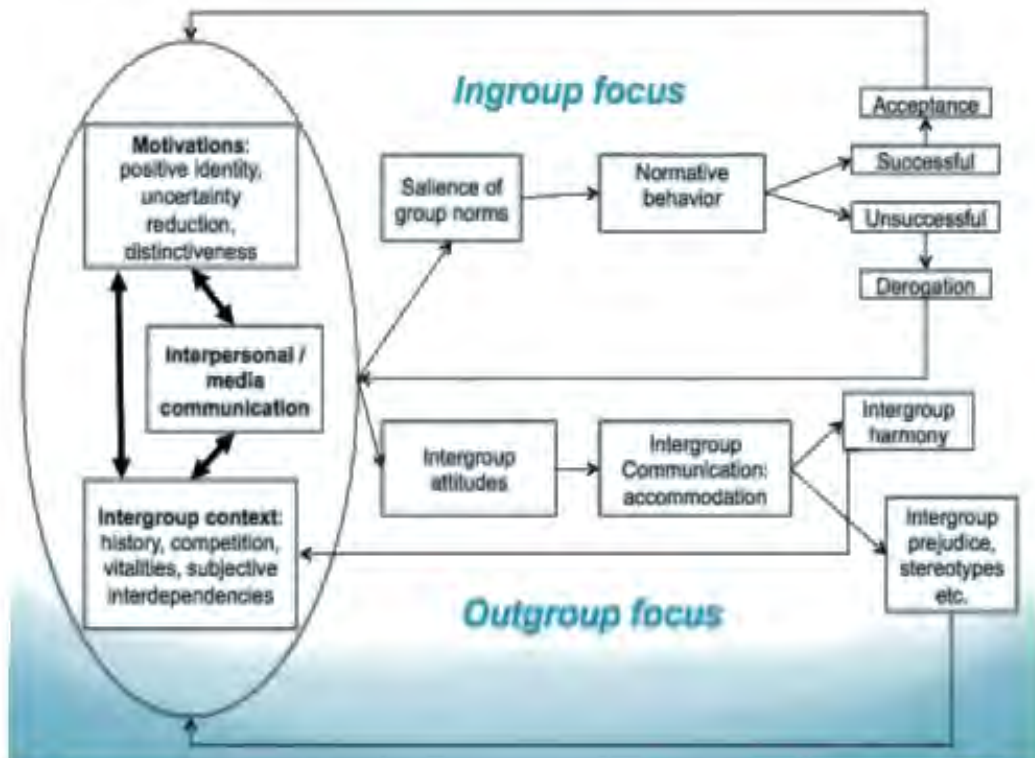 Ingroup focus
Motivations:
positive identity,
uncertainty
reduction,
distinctiveness
Interpersonal /
media
communication
Intergroup context:
history, competition,
vitalities, subjective
interdependencies
Salience of
group norms
Normative
behavior
Acceptance
Successful
Unsuccessful
Derogation
Intergroup
attitudes
Intergroup
Communication:
accommodation
Intergroup
harmony
Intergroup
prejudice,
stereotypes
etc.
Outgroup focus